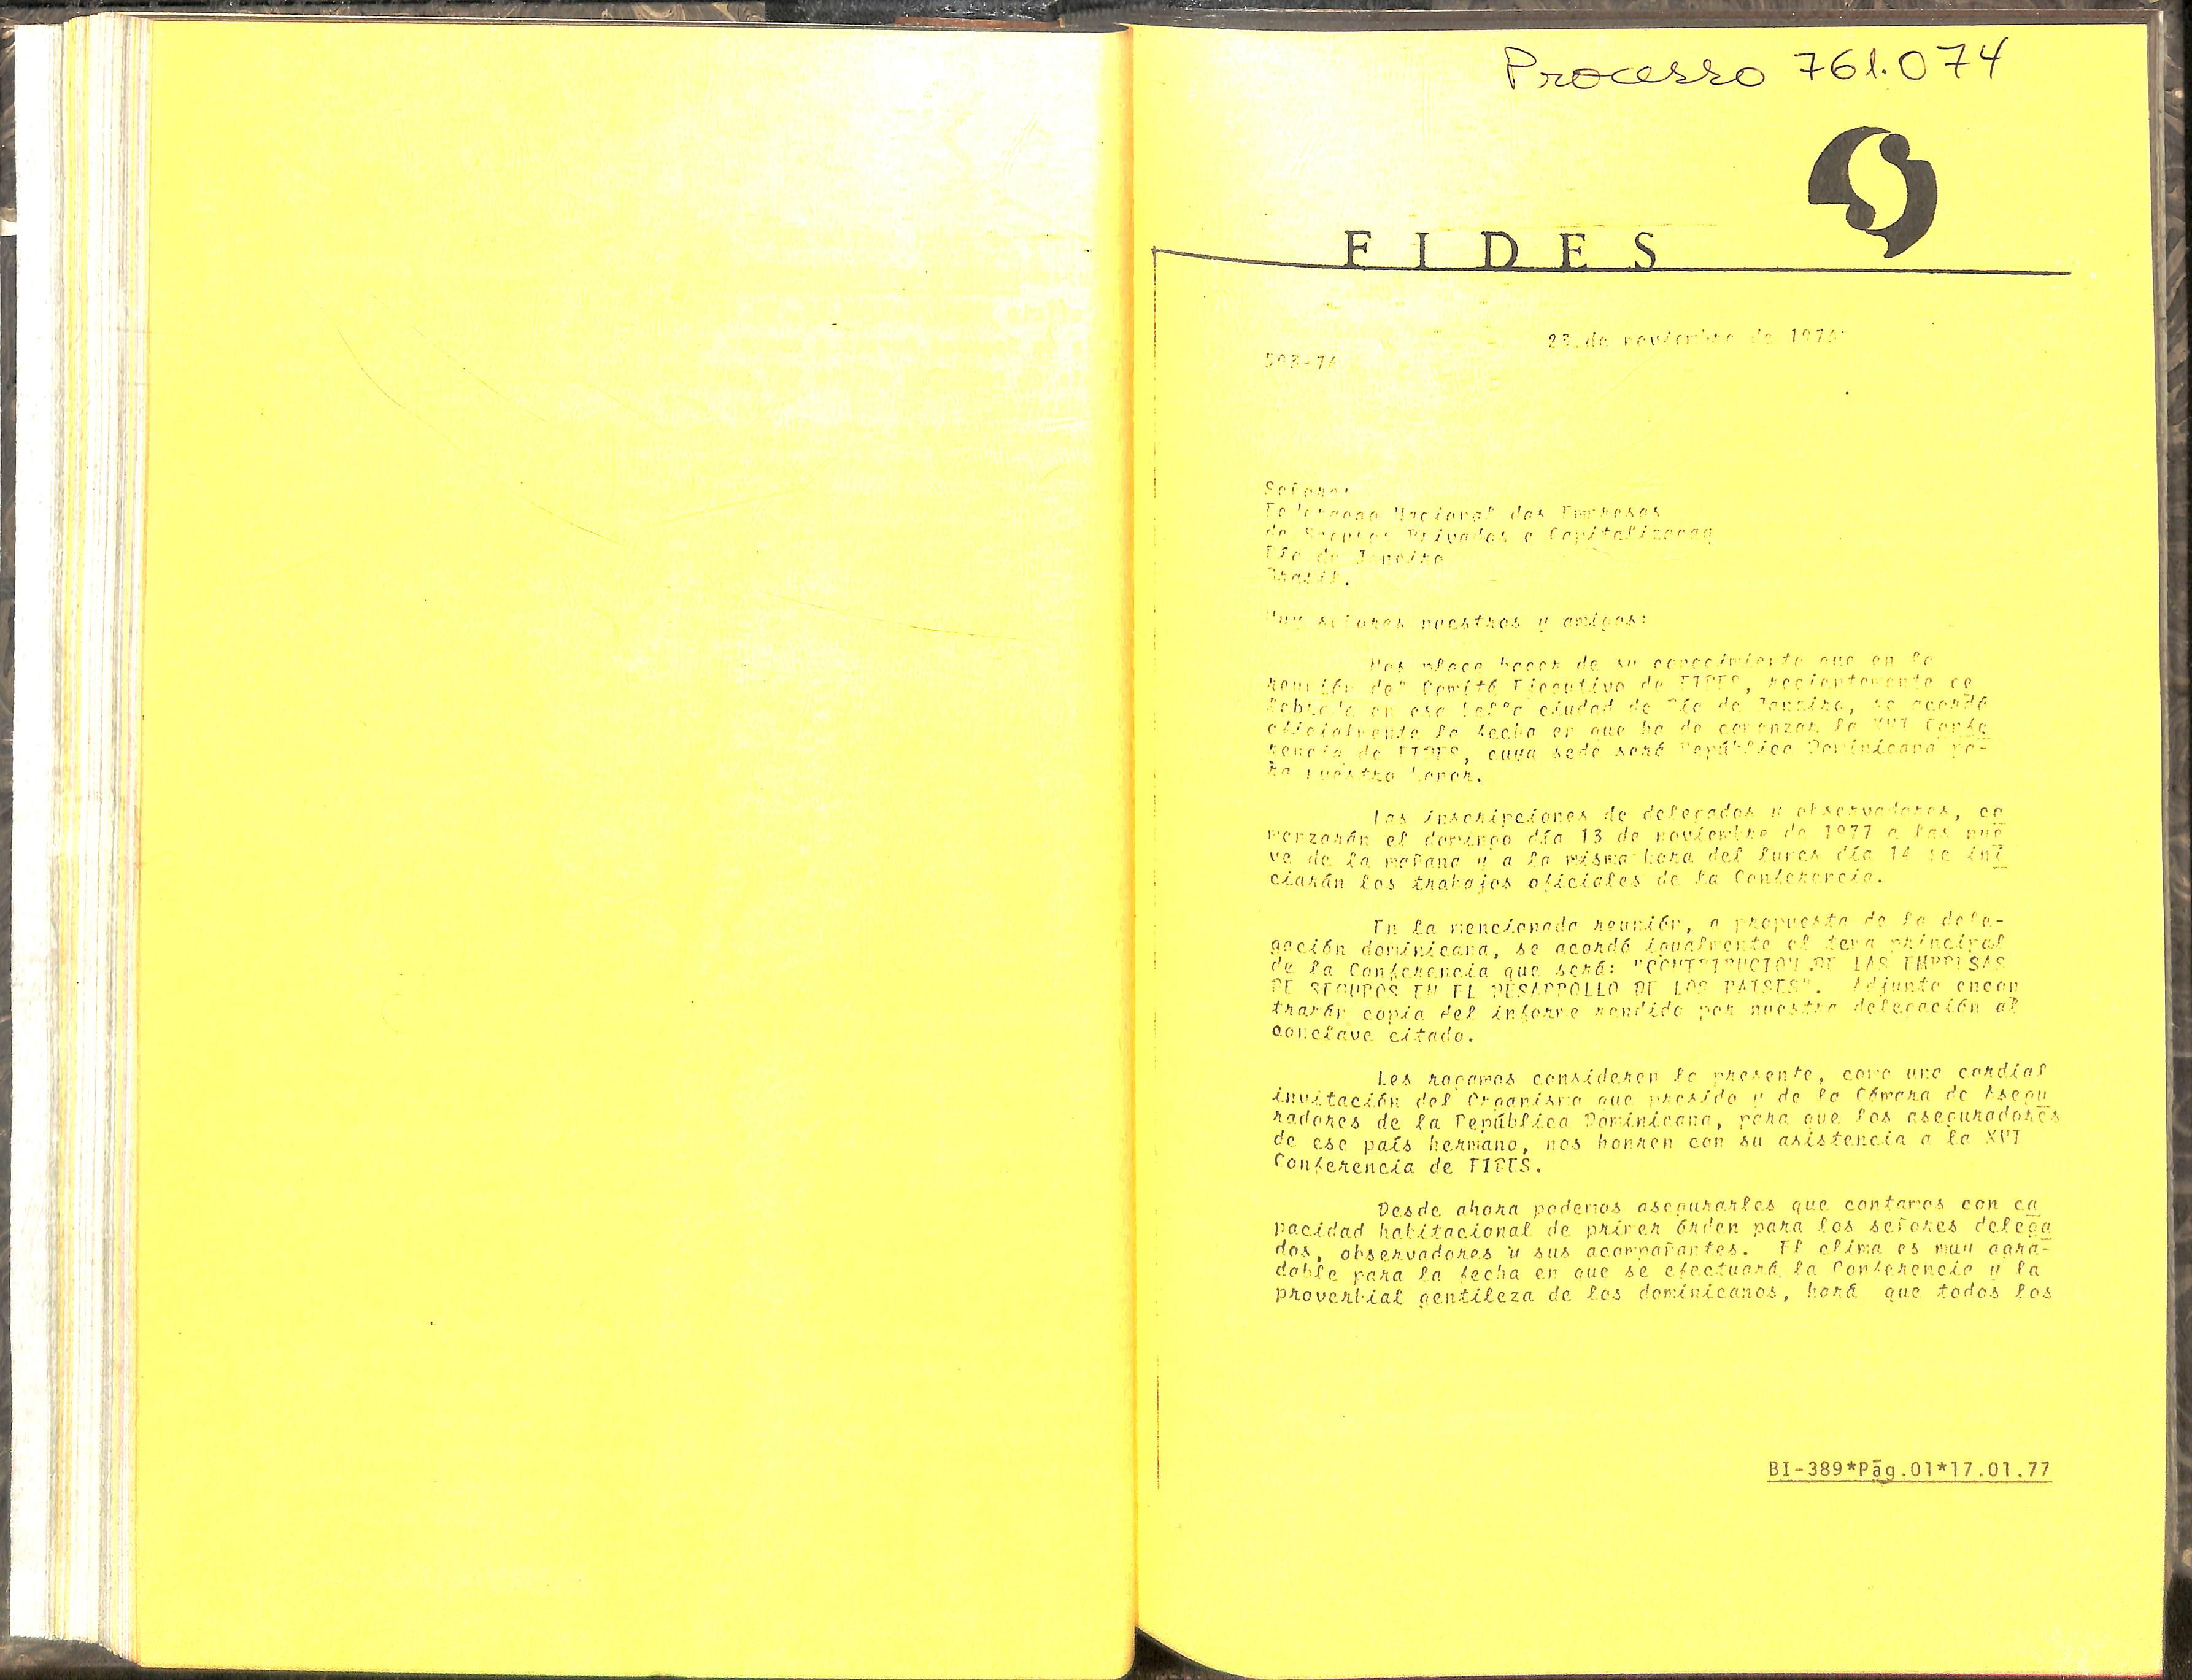 Processo 761.074
FIDES
23 de noviembre de 1976
593-76
Señores
Nacional das Empresas
de Privados e Capitalizacao
Río de Janeiro
Brasil.
Muy señores nuestros y amigos:
Nos place hacer de su conocimiento que en la
reunión del Comité Ejecutivo de FIDES, recientemente ce
lebrada en esa bella ciudad de Río de Janeiro, se acordó
oficialmente la fecha en que ha de comenzar la XVI Confe
rencia de FIDES, cuya sede será República Dominicana pa-
ra nuestro honor.
Las inscripciones de delegados y observadores, co
menzarán el domingo día 13 de noviembre de 1977 a las nue
ve de la mañana y a la misma hora del lunes día 14 se ini
ciarán los trabajos oficiales de la Conferencia.
En la mencionada reunión, a propuesta de la dele-
gación dominicana, se acordó igualmente el tema principal
de la Conferencia que será: "CONTRIBUCION DE LAS EMPRESAS
DE SEGUROS EN EL DESARROLLO DE LOS PAISES". Adjunto encon
trarán copia del informe rendido por nuestra delegación al
conclave citado.
Les rogamos consideren la presente, como una cordial
invitación del Organismo que presido y de la Cámara de Asegu
radores de la República Dominicana, para que los aseguradores
de ese país hermano, nos honren con su asistencia a la XVI
Conferencia de FIDES.
Desde ahora podemos asegurarles que contamos con ca
pacidad habitacional de primer órden para los señores delega
dos, observadores y sus acompañantes. El clima es muy agra-
dable para la fecha en que se efectuará la Conferencia y la
proverbial gentileza de los dominicanos, hará que todos los
BI-389*Pág.01*17.01.77